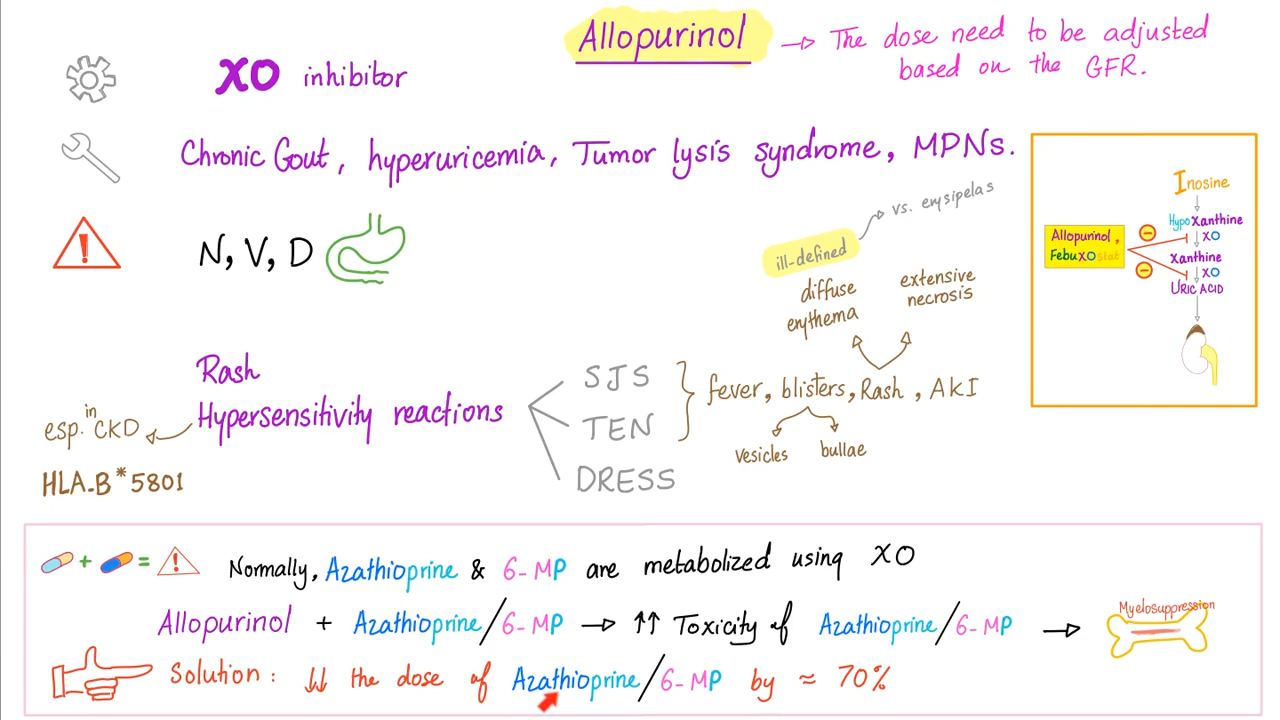 Allopurinol → The dose need to be adjusted
based on the GFR.
XO inhibitor
Chronic Gout, hyperuricemia, Tumor lysis syndrome, MPNs.
N, V, D
vs. erysipelas
ill-defined
diffuse
erythema
extensive
necrosis
Rash
Hypersensitivity reactions
esp. in CKD
HLA-B*5801
SJS
TEN
DRESS
fever, blisters, Rash, AKI
vesicles
bullae
Inosine
HypoXanthine
XO
Xanthine
XO
URIC ACID
Allopurinol,
FebuXostat
+ = ! Normally, Azathioprine & 6-MP are metabolized using XO
Allopurinol + Azathioprine/6-MP → ↑↑ Toxicity of Azathioprine/6-MP →
Myelosuppression
Solution: ↓↓ the dose of Azathioprine/6-MP by ≈ 70%